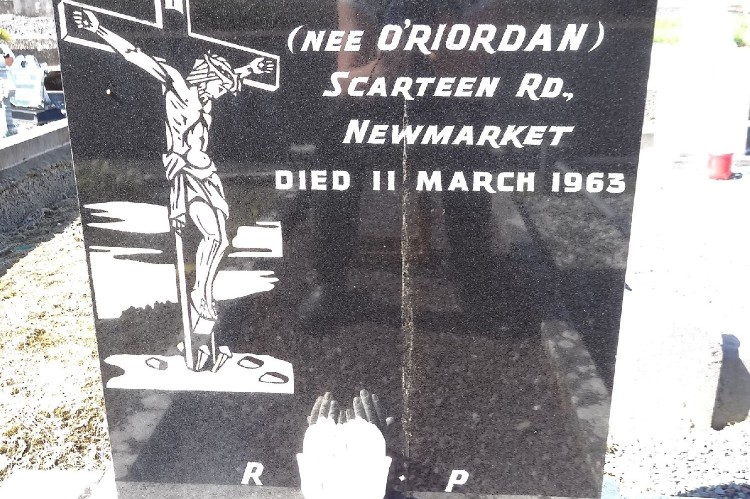 (NEE O'RIORDAN)
SCARTEEN RD.,
NEWMARKET
DIED 11 MARCH 1963
R · P